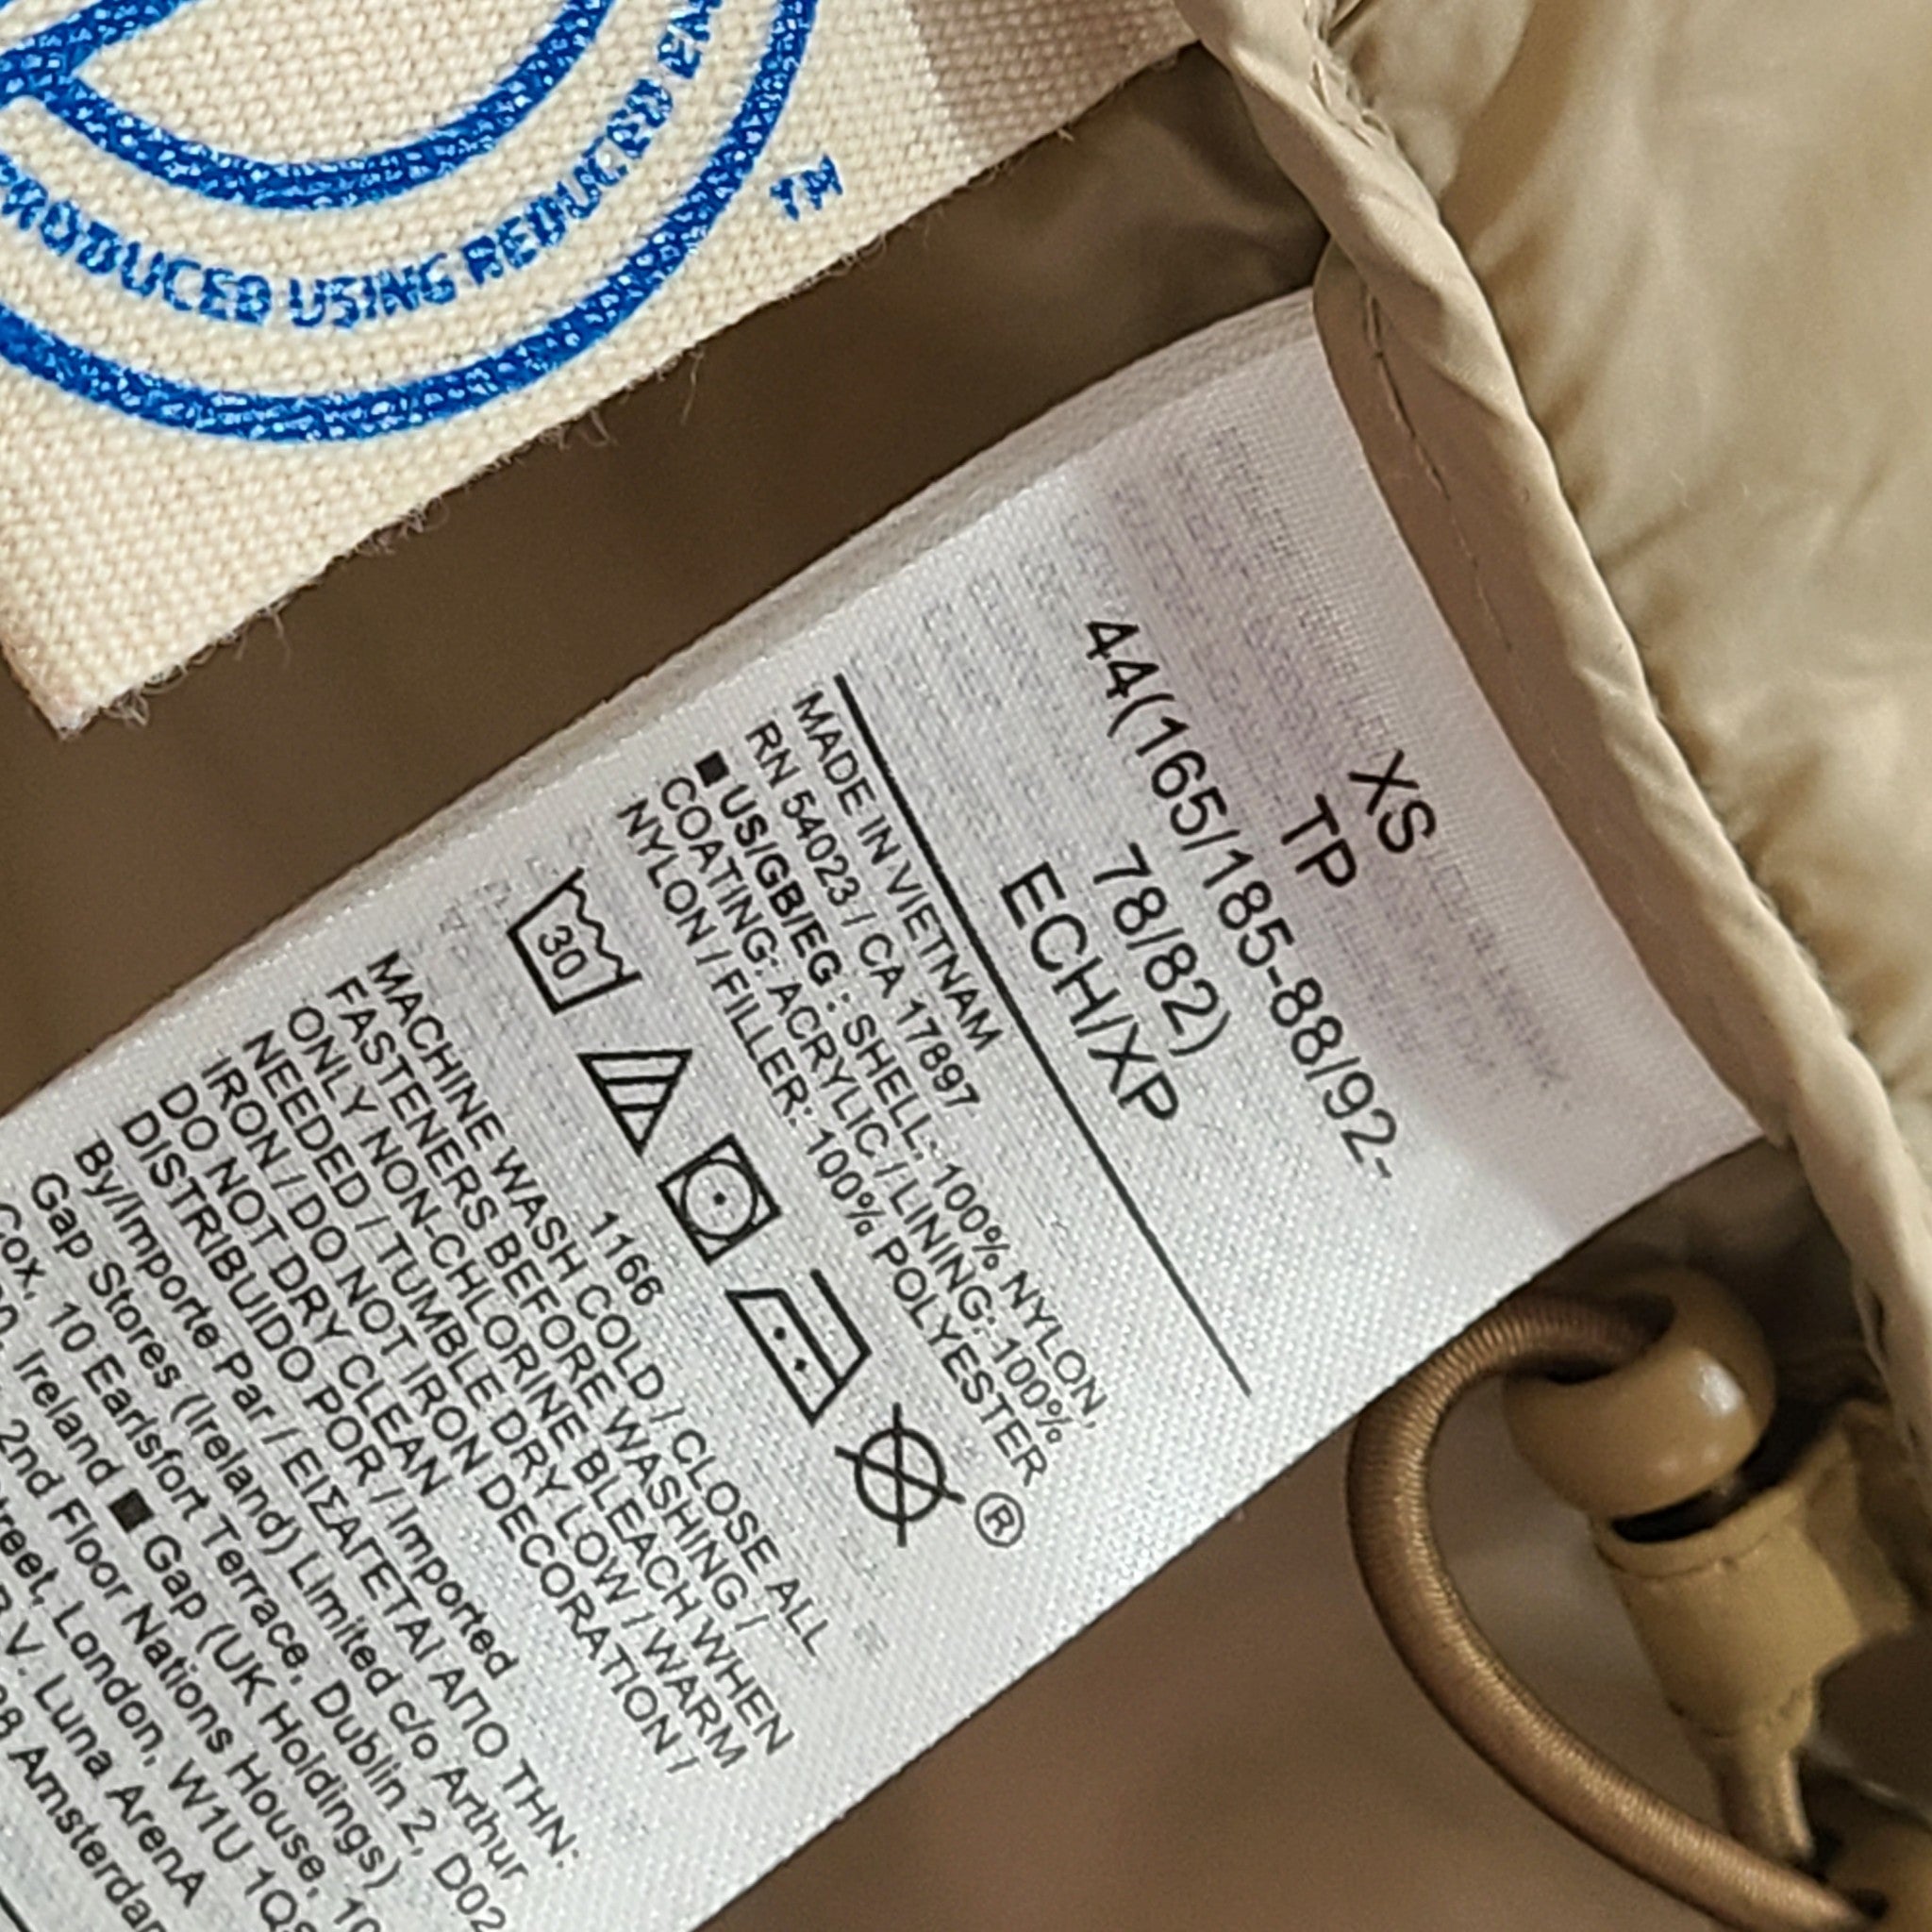 PRODUCED USING REDUCED
TM
XS
TP
44(165/185-88/92-
78/82)
ECH/XP
MADE IN VIETNAM
RN 54023 / CA 17897
■ US/GB/EG : SHELL: 100% NYLON,
COATING: ACRYLIC / LINING: 100%
NYLON / FILLER: 100% POLYESTER
®
30
1166
MACHINE WASH COLD / CLOSE ALL
FASTENERS BEFORE WASHING /
ONLY NON-CHLORINE BLEACH WHEN
NEEDED / TUMBLE DRY LOW / WARM
IRON / DO NOT IRON DECORATION /
DO NOT DRY CLEAN
DISTRIBUIDO POR / Imported
By/Importe Par / ΕΙΣΑΓΕΤΑΙ ΑΠΟ ΤΗΝ:
Gap Stores (Ireland) Limited c/o Arthur
Cox, 10 Earlsfort Terrace, Dublin 2, D02
Ireland ■ Gap (UK Holdings)
2nd Floor Nations House, 10
London, W1U 1QS
V. Luna ArenA
Amsterdam